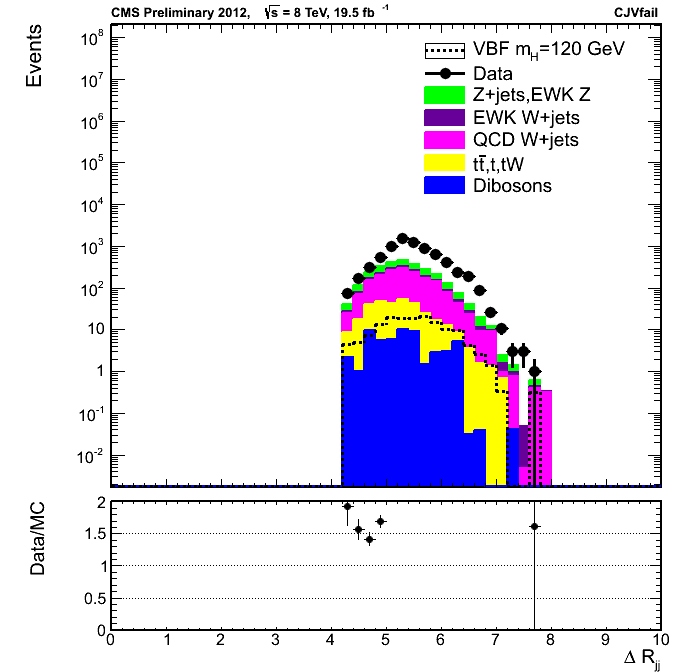 CMS Preliminary 2012, √s = 8 TeV, 19.5 fb⁻¹ CJVfail
Events
10⁸
10⁷
10⁶
10⁵
10⁴
10³
10²
10
1
10⁻¹
10⁻²
VBF m_H=120 GeV
Data
Z+jets,EWK Z
EWK W+jets
QCD W+jets
tt̄,t,tW
Dibosons
Data/MC
2
1.5
1
0.5
0
0 1 2 3 4 5 6 7 8 9 10
Δ R_jj